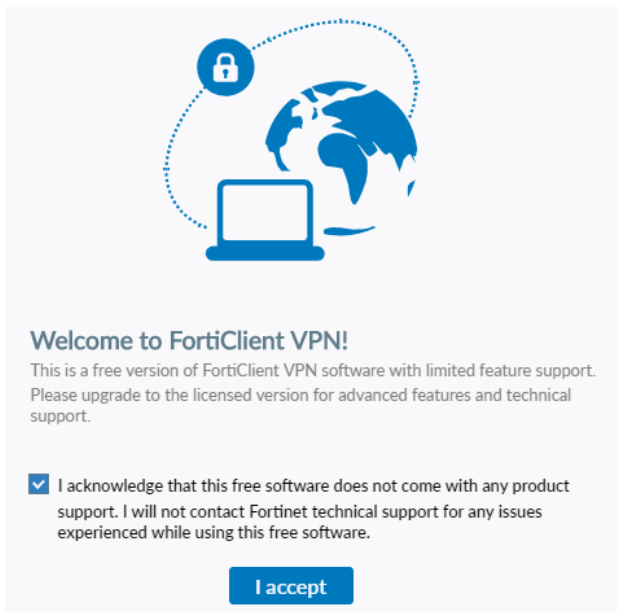 Welcome to FortiClient VPN!
This is a free version of FortiClient VPN software with limited feature support.
Please upgrade to the licensed version for advanced features and technical
support.
I acknowledge that this free software does not come with any product
support. I will not contact Fortinet technical support for any issues
experienced while using this free software.
I accept